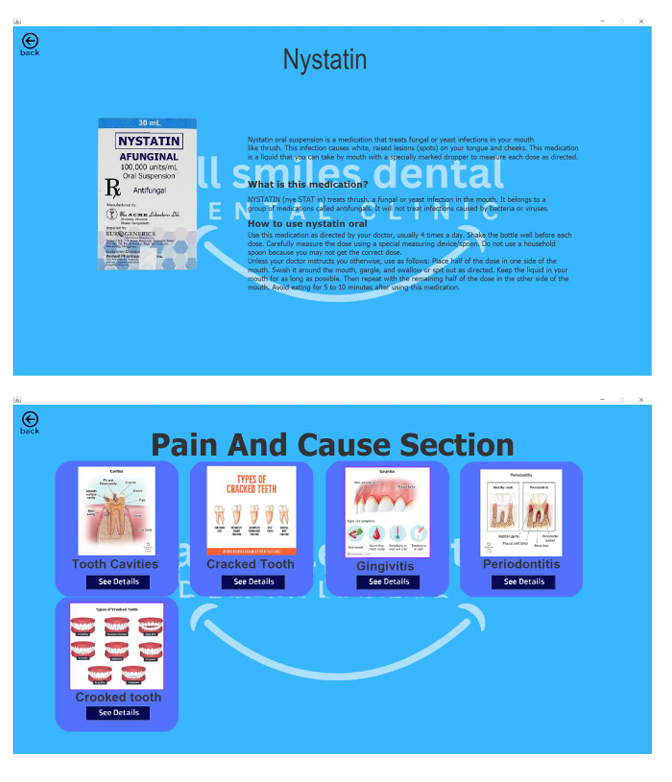 back
Nystatin
30 mL
NYSTATIN
AFUNGINAL
100,000 units/mL
Oral Suspension
Rx
Antifungal
Manufactured by:
The ACME Laboratories Ltd.
Imported by:
EUROGENERICS
Nystatin oral suspension is a medication that treats fungal or yeast infections in your mouth
like thrush. This infection causes white, raised lesions (spots) on your tongue and cheeks. This medication
is a liquid that you can take by mouth with a specially marked dropper to measure each dose as directed.
ll smiles dental
What is this medication?
NYSTATIN (nye STAT in) treats thrush, a fungal or yeast infection in the mouth. It belongs to a
group of medications called antifungals. It will not treat infections caused by bacteria or viruses.
How to use nystatin oral
Use this medication as directed by your doctor, usually 4 times a day. Shake the bottle well before each
dose. Carefully measure the dose using a special measuring device/spoon. Do not use a household
spoon because you may not get the correct dose.
Unless your doctor instructs you otherwise, use as follows: Place half of the dose in one side of the
mouth. Swish it around the mouth, gargle, and swallow or spit out as directed. Keep the liquid in your
mouth for as long as possible. Then repeat with the remaining half of the dose in the other side of the
mouth. Avoid eating for 5 to 10 minutes after using this medication.
back
Pain And Cause Section
Cavities
TYPES OF
CRACKED TEETH
Gingivitis
Periodontitis
Tooth Cavities
Cracked Tooth
Gingivitis
Periodontitis
See Details
See Details
See Details
See Details
Types of Crooked Teeth
Crooked tooth
See Details